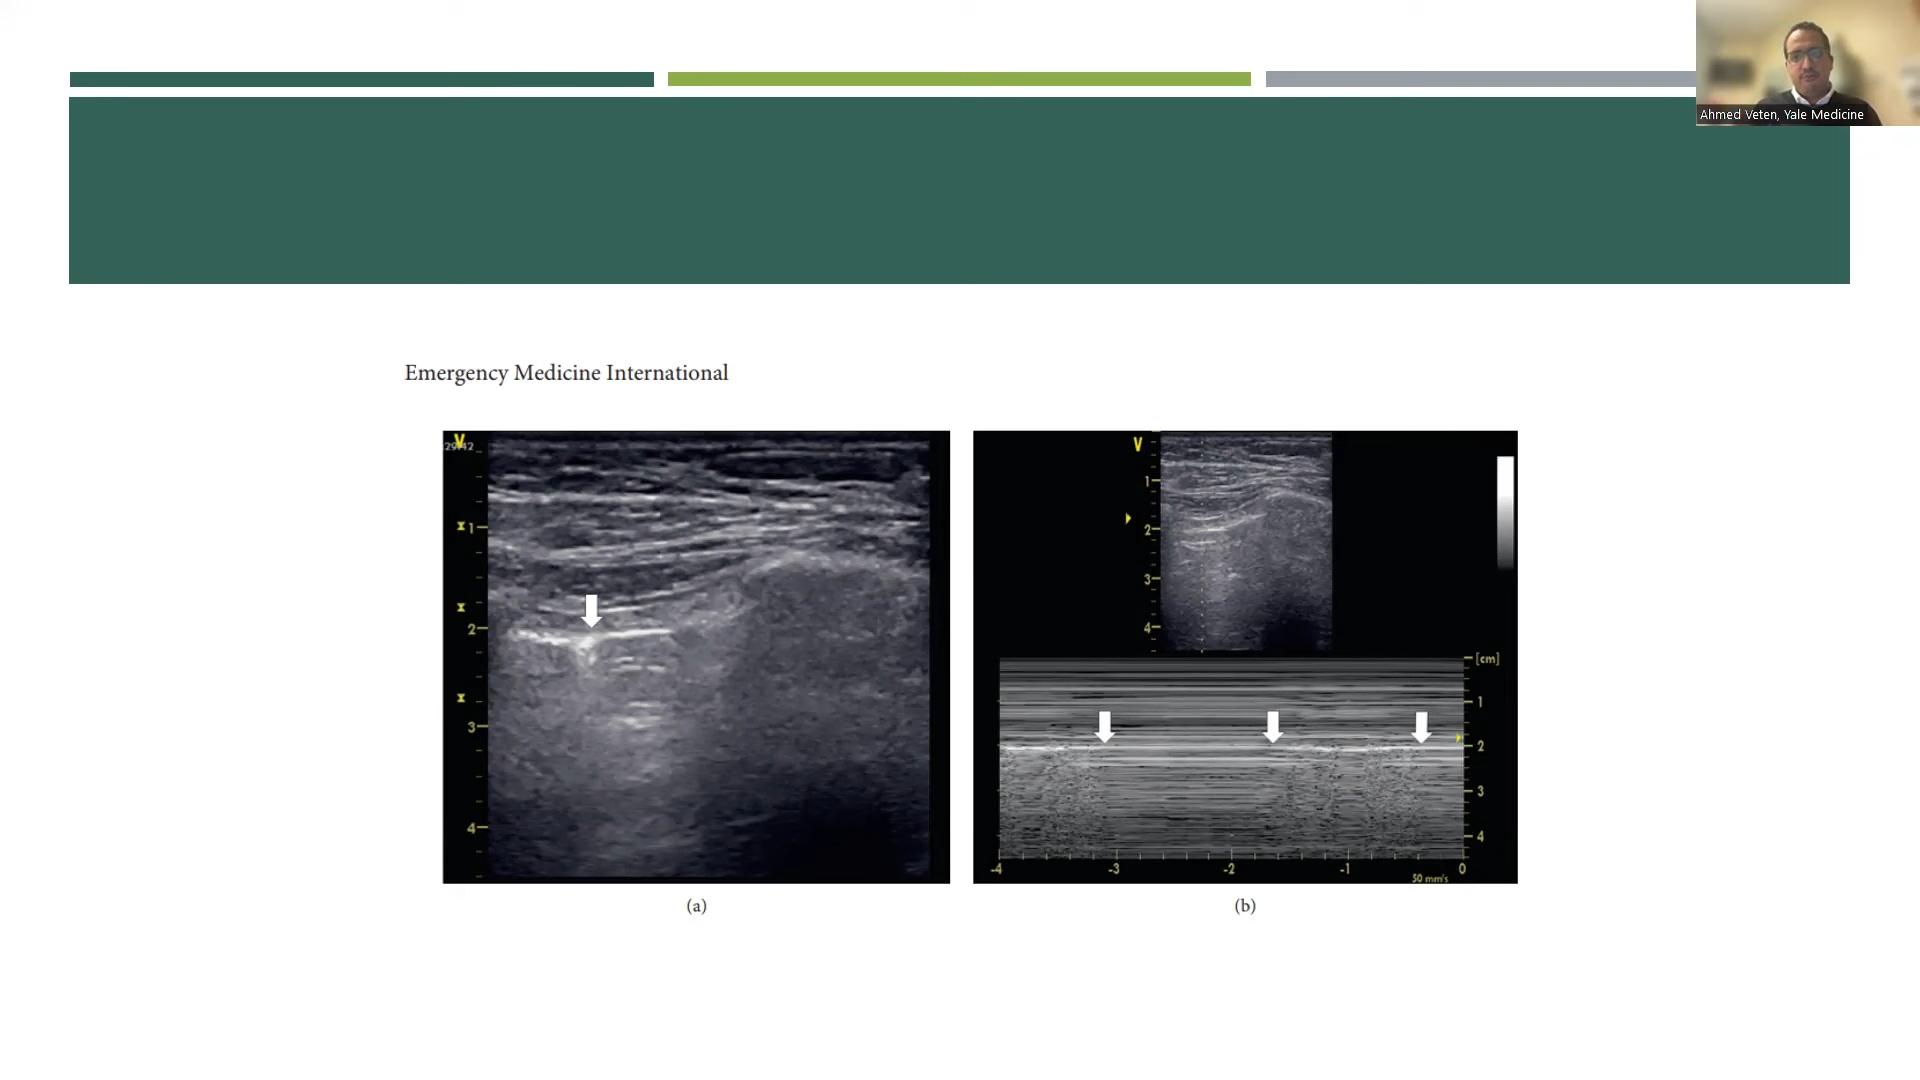 Ahmed Veten, Yale Medicine
Emergency Medicine International
V
1
2
3
4
V
1
2
3
4
[cm]
1
2
3
4
-4
-3
-2
-1
0
50 mm/s
(a)
(b)